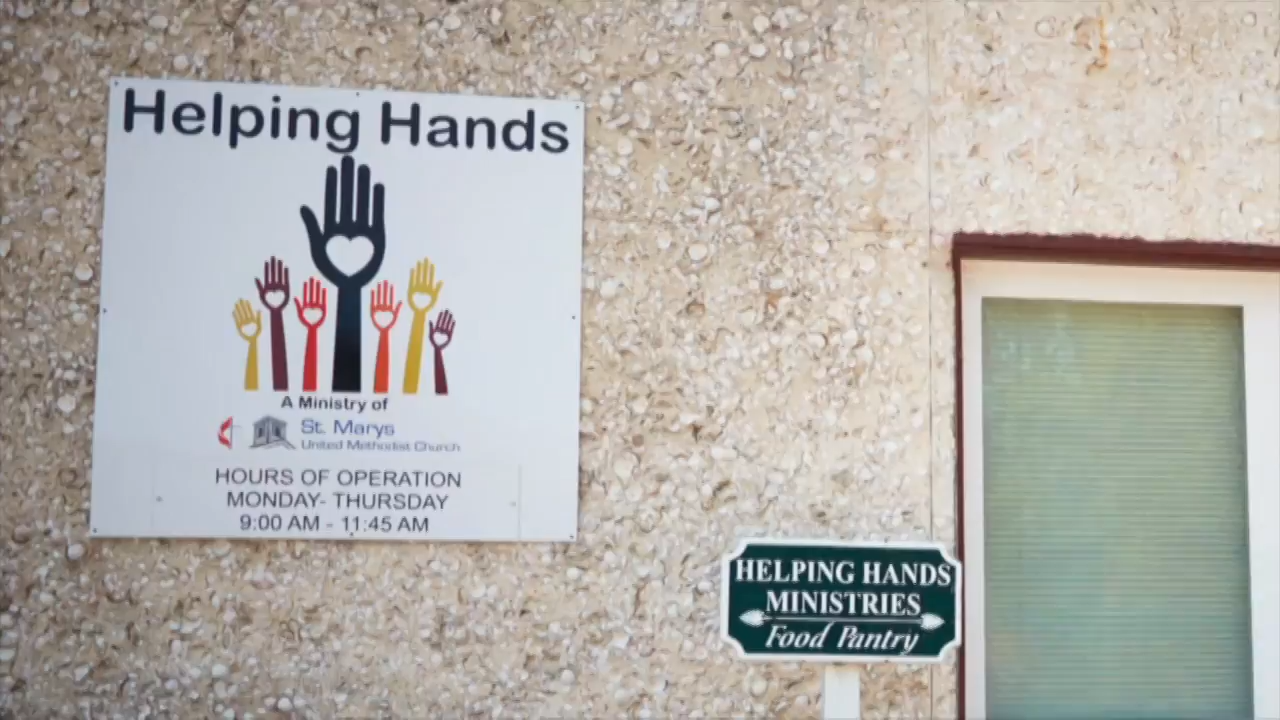 Helping Hands
A Ministry of
St. Marys
United Methodist Church
HOURS OF OPERATION
MONDAY- THURSDAY
9:00 AM - 11:45 AM
HELPING HANDS
MINISTRIES
Food Pantry